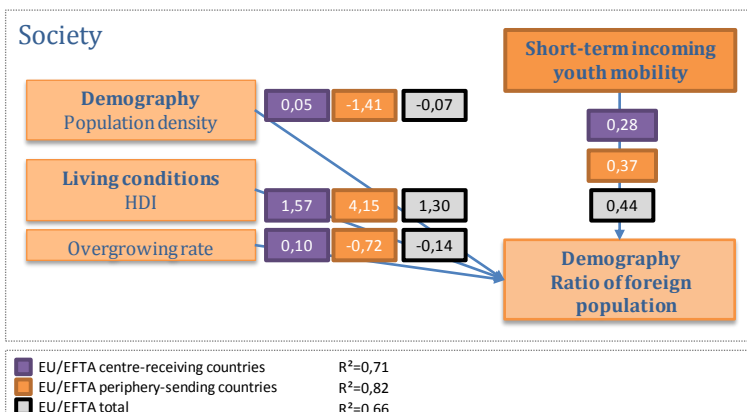 Society
Short-term incoming
youth mobility
Demography
Population density
0,05 -1,41 -0,07
0,28
0,37
0,44
Living conditions
HDI
1,57 4,15 1,30
Overgrowing rate
0,10 -0,72 -0,14
Demography
Ratio of foreign
population
EU/EFTA centre-receiving countries R²=0,71
EU/EFTA periphery-sending countries R²=0,82
EU/EFTA total R²=0,66